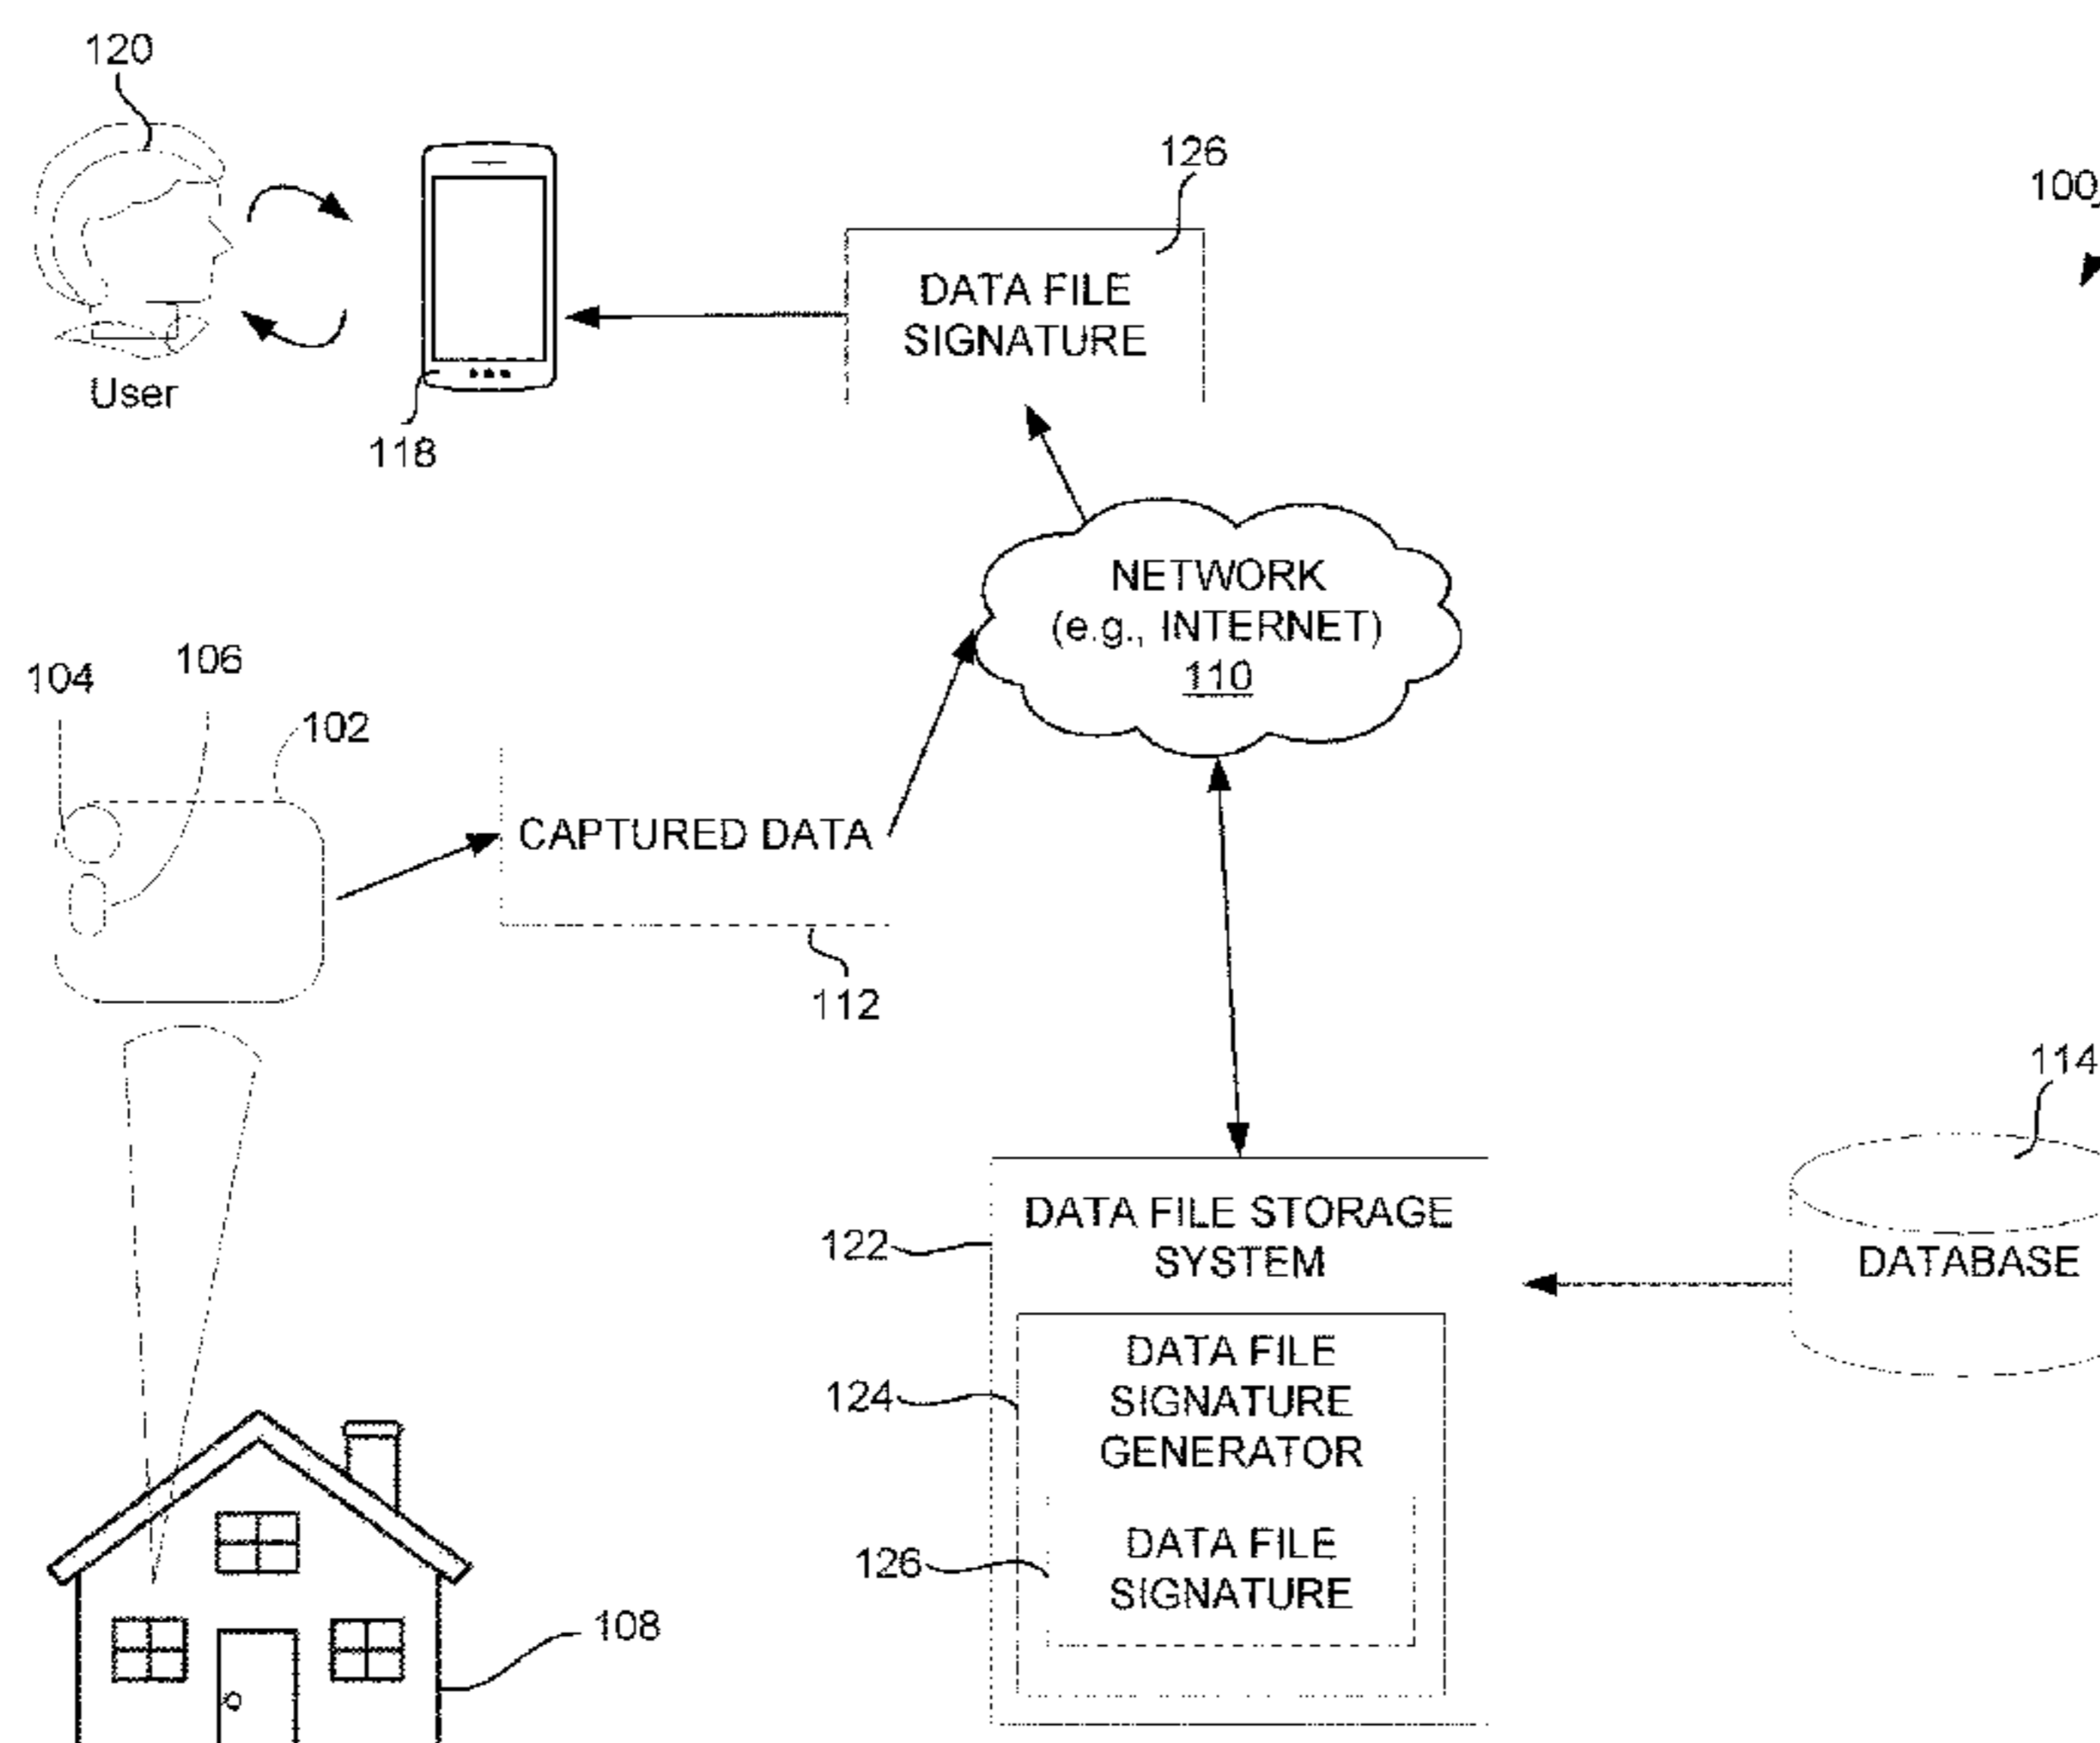 120
126
100
DATA FILE
SIGNATURE
User
118
NETWORK
(e.g., INTERNET)
110
104
106
102
CAPTURED DATA
112
114
DATA FILE STORAGE
SYSTEM
122
DATABASE
DATA FILE
SIGNATURE
GENERATOR
124
DATA FILE
SIGNATURE
126
108